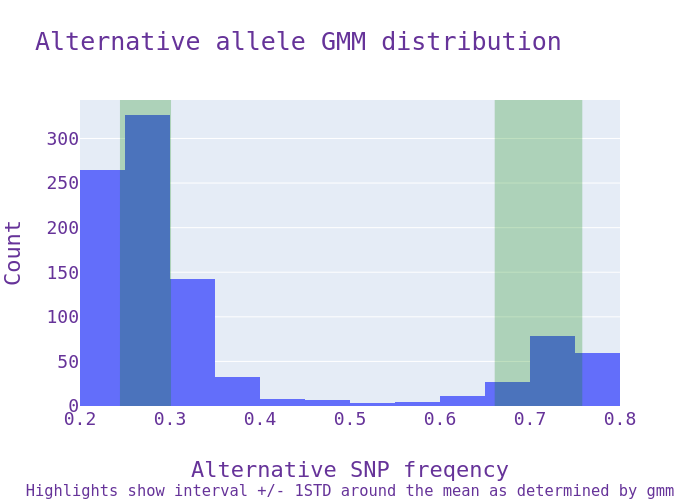 Alternative allele GMM distribution
300
250
200
150
100
50
0
Count
0.2 0.3 0.4 0.5 0.6 0.7 0.8
Alternative SNP freqency
Highlights show interval +/- 1STD around the mean as determined by gmm